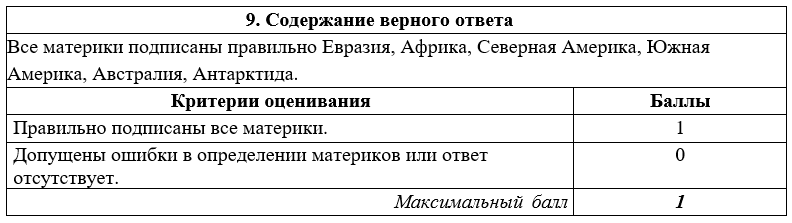 9. Содержание верного ответа
Все материки подписаны правильно Евразия, Африка, Северная Америка, Южная
Америка, Австралия, Антарктида.
Критерии оценивания Баллы
Правильно подписаны все материки. 1
Допущены ошибки в определении материков или ответ 0
отсутствует.
Максимальный балл 1